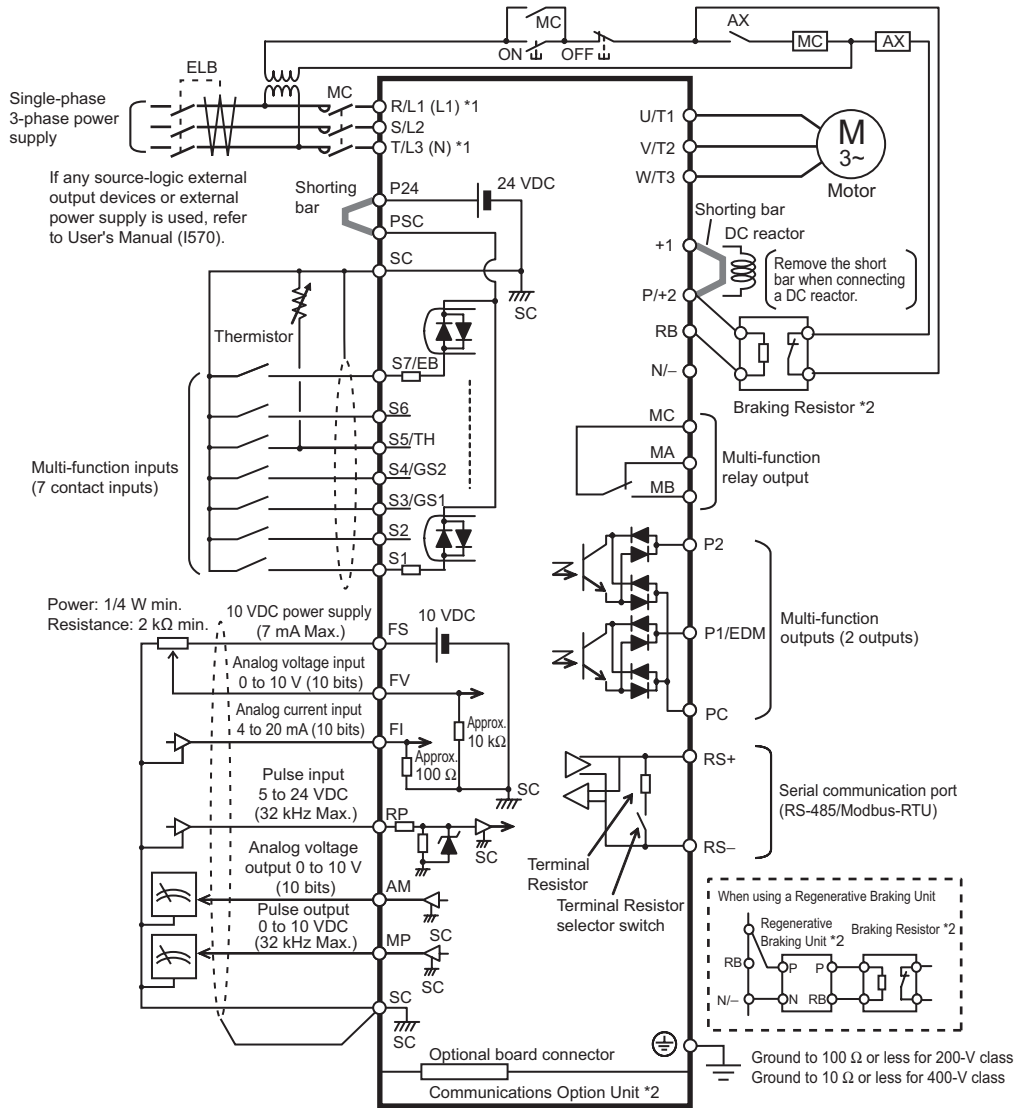 MC
AX
ON
OFF
MC
AX
ELB
MC
Single-phase
3-phase power
supply
R/L1 (L1) *1
S/L2
T/L3 (N) *1
U/T1
V/T2
W/T3
M
3~
Motor
If any source-logic external
output devices or external
power supply is used, refer
to User's Manual (I570).
Shorting
bar
P24
24 VDC
PSC
SC
SC
Shorting bar
DC reactor
+1
Remove the short
bar when connecting
a DC reactor.
P/+2
RB
N/–
Braking Resistor *2
Thermistor
S7/EB
S6
S5/TH
S4/GS2
S3/GS1
S2
S1
Multi-function inputs
(7 contact inputs)
MC
MA
MB
Multi-function
relay output
P2
P1/EDM
PC
Multi-function
outputs (2 outputs)
Power: 1/4 W min.
Resistance: 2 kΩ min.
10 VDC power supply
(7 mA Max.)
FS
10 VDC
Analog voltage input
0 to 10 V (10 bits)
FV
Analog current input
4 to 20 mA (10 bits)
FI
Approx.
10 kΩ
Approx.
100 Ω
SC
Pulse input
5 to 24 VDC
(32 kHz Max.)
RP
SC
Analog voltage
output 0 to 10 V
(10 bits)
AM
SC
Pulse output
0 to 10 VDC
(32 kHz Max.)
MP
SC
SC
SC
RS+
RS–
Serial communication port
(RS-485/Modbus-RTU)
Terminal
Resistor
Terminal Resistor
selector switch
When using a Regenerative Braking Unit
Regenerative
Braking Unit *2
Braking Resistor *2
RB
P
P
N/–
N
RB
Optional board connector
Communications Option Unit *2
Ground to 100 Ω or less for 200-V class
Ground to 10 Ω or less for 400-V class